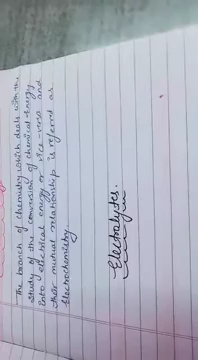 The branch of chemistry which deals with the
study of the conversion of chemical energy
into electrical energy or vice-versa and
their mutual relationship is referred as
Electrochemistry
Electrolytes.